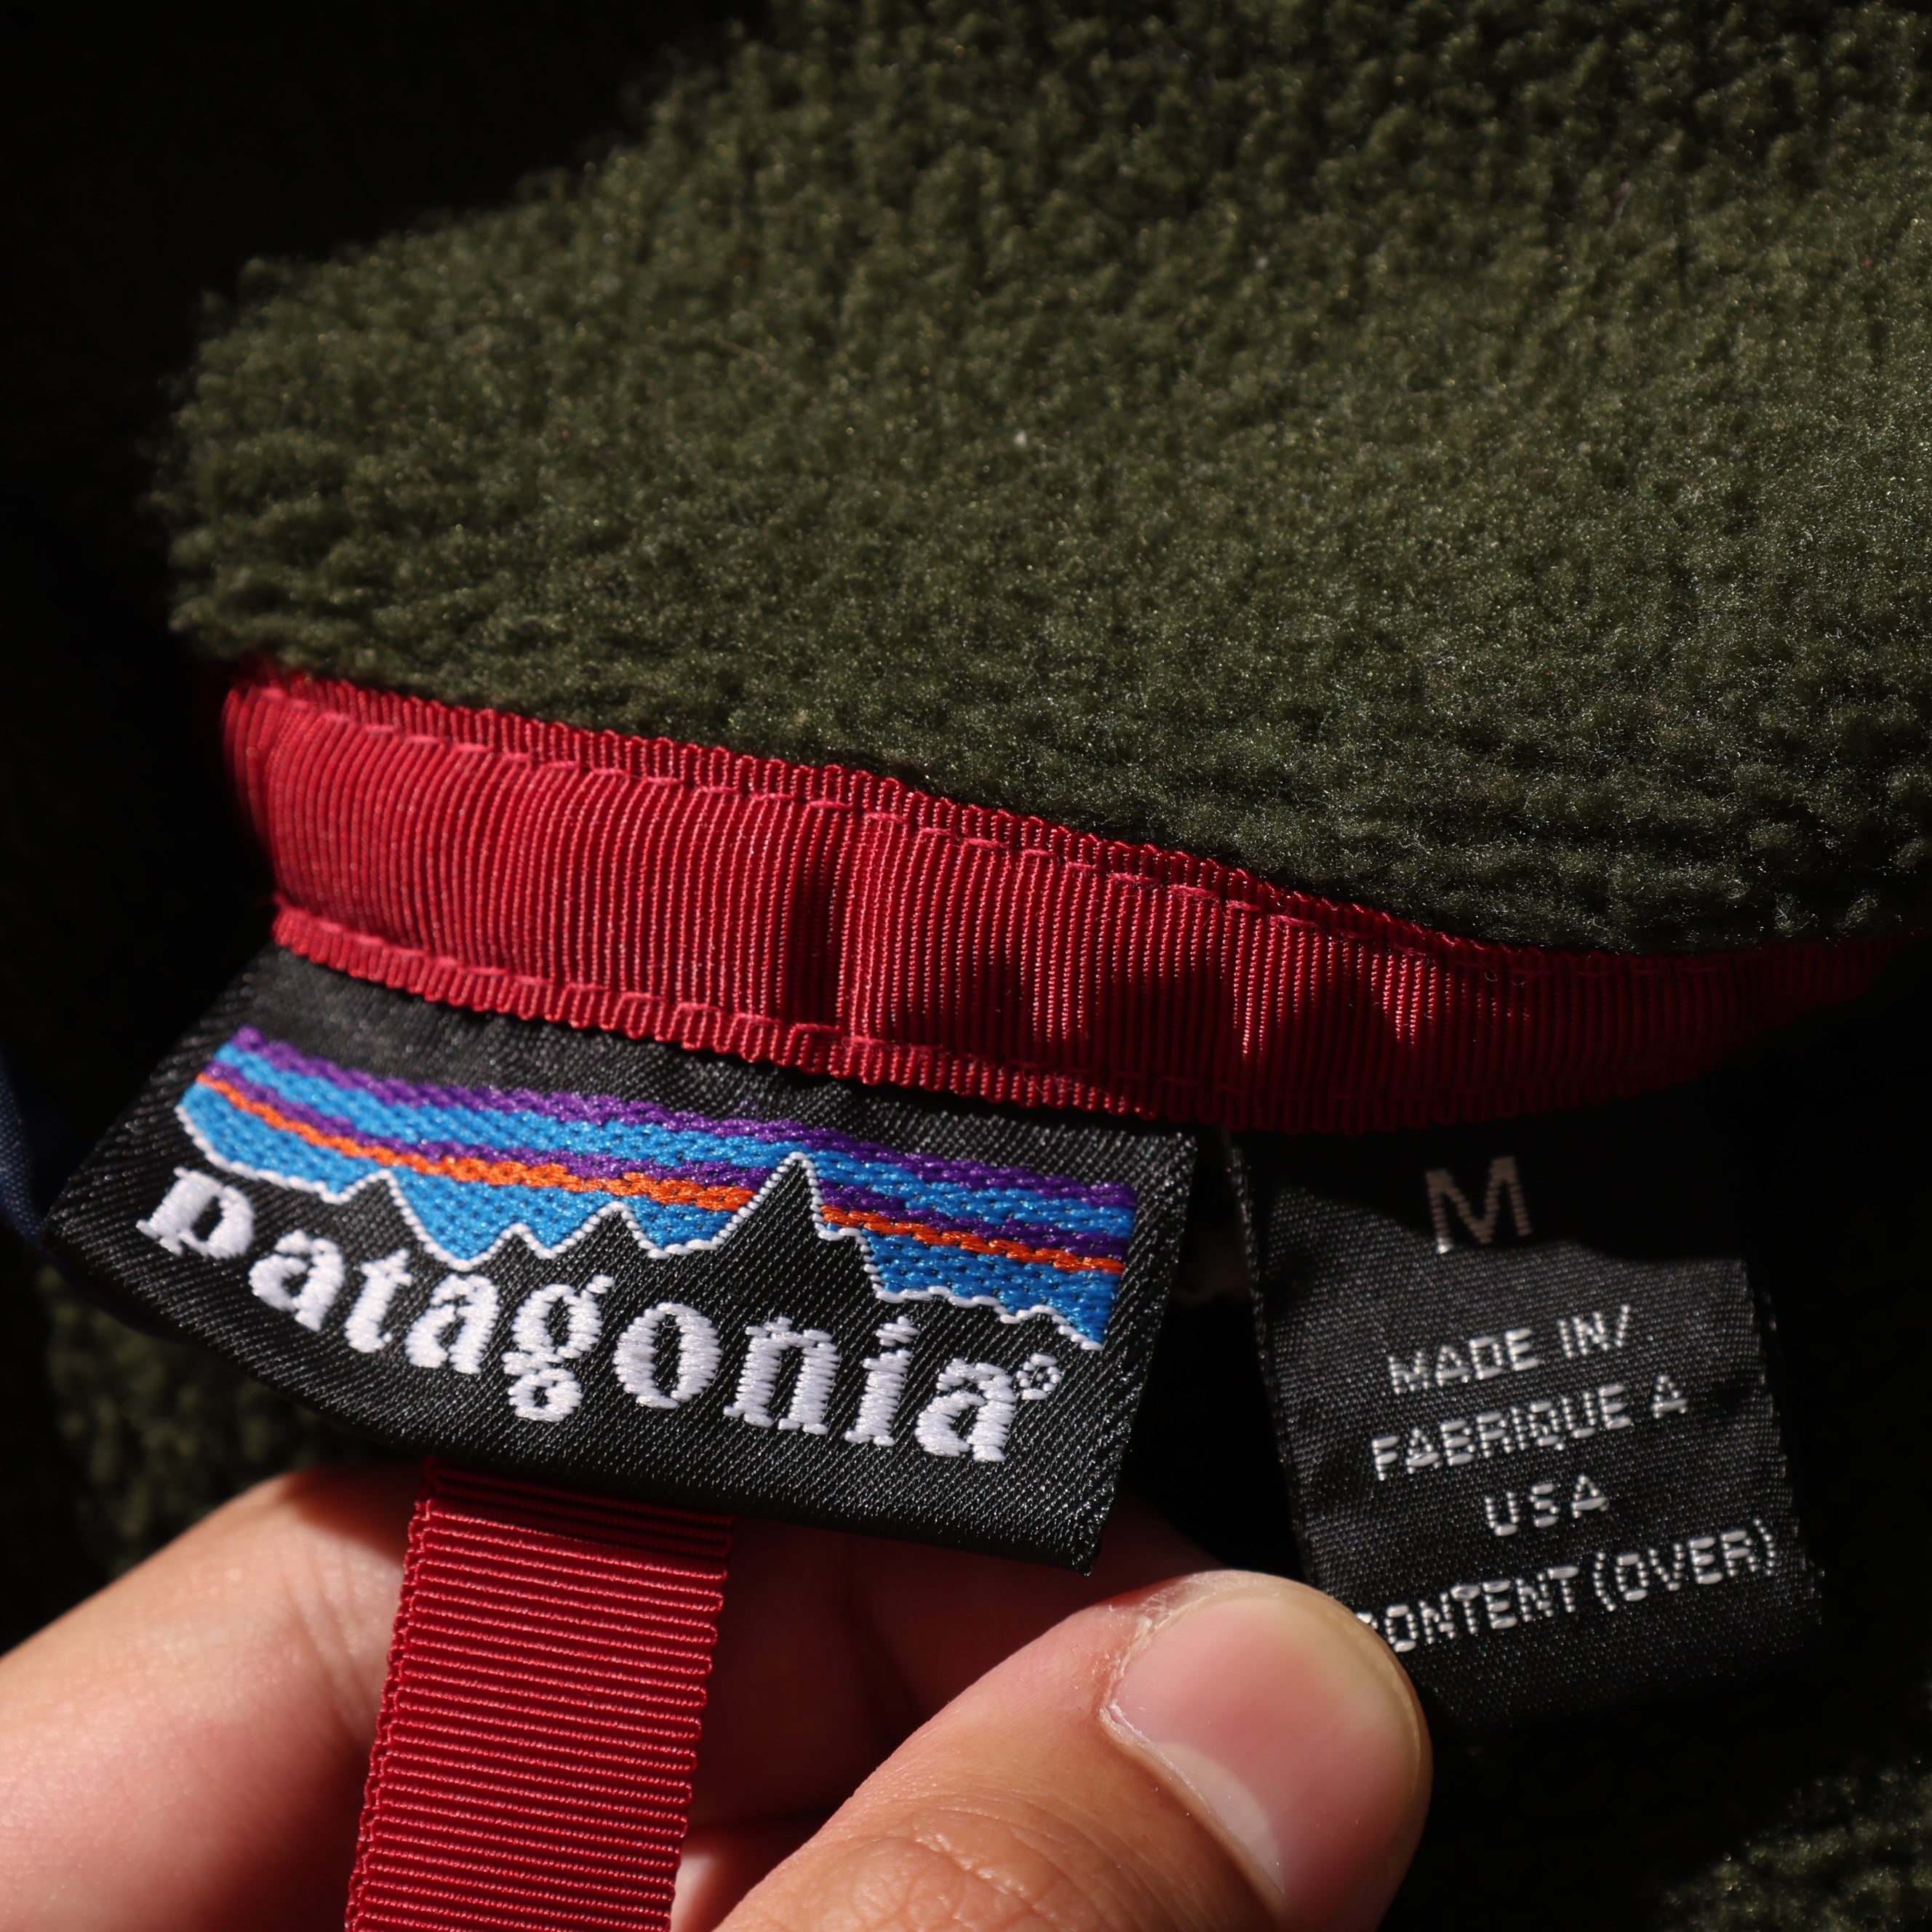 patagonia®
M
MADE IN/
FABRIQUE A
USA
CONTENT (OVER)